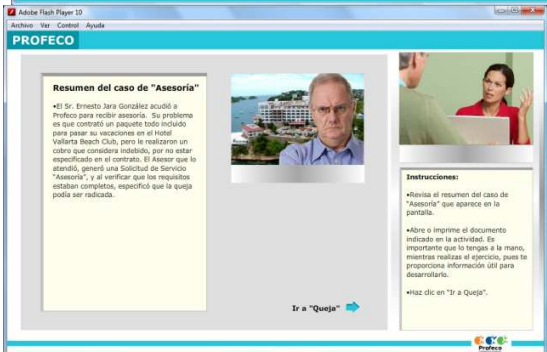 Adobe Flash Player 10
Archivo Ver Control Ayuda
PROFECO
Resumen del caso de "Asesoría"
•El Sr. Ernesto Jara González acudió a
Profeco para recibir asesoría. Su problema
es que contrató un paquete todo incluido
para pasar su vacaciones en el Hotel
Vallarta Beach Club, pero le realizaron un
cobro que considera indebido, por no estar
especificado en el contrato. El Asesor que lo
atendió, generó una Solicitud de Servicio
"Asesoría", y al verificar que los requisitos
estaban completos, especificó que la queja
podía ser radicada.
Ir a "Queja"
Instrucciones:
•Revisa el resumen del caso de
"Asesoría" que aparece en la
pantalla.
•Abre o imprime el documento
indicado en la actividad. Es
importante que lo tengas a la mano,
mientras realizas el ejercicio, pues te
proporciona información útil para
desarrollarlo.
•Haz clic en "Ir a Queja".
Profeco